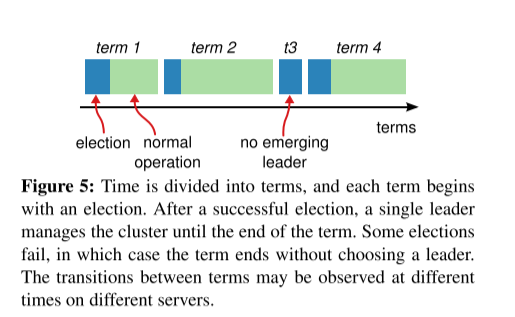 term 1 term 2 t3 term 4
terms
election normal operation no emerging leader
Figure 5: Time is divided into terms, and each term begins
with an election. After a successful election, a single leader
manages the cluster until the end of the term. Some elections
fail, in which case the term ends without choosing a leader.
The transitions between terms may be observed at different
times on different servers.